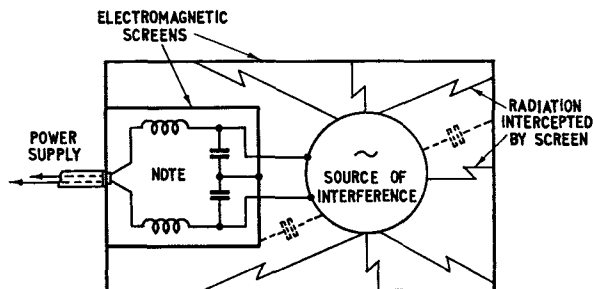 ELECTROMAGNETIC
SCREENS
POWER
SUPPLY
NDTE
SOURCE OF
INTERFERENCE
RADIATION
INTERCEPTED
BY SCREEN